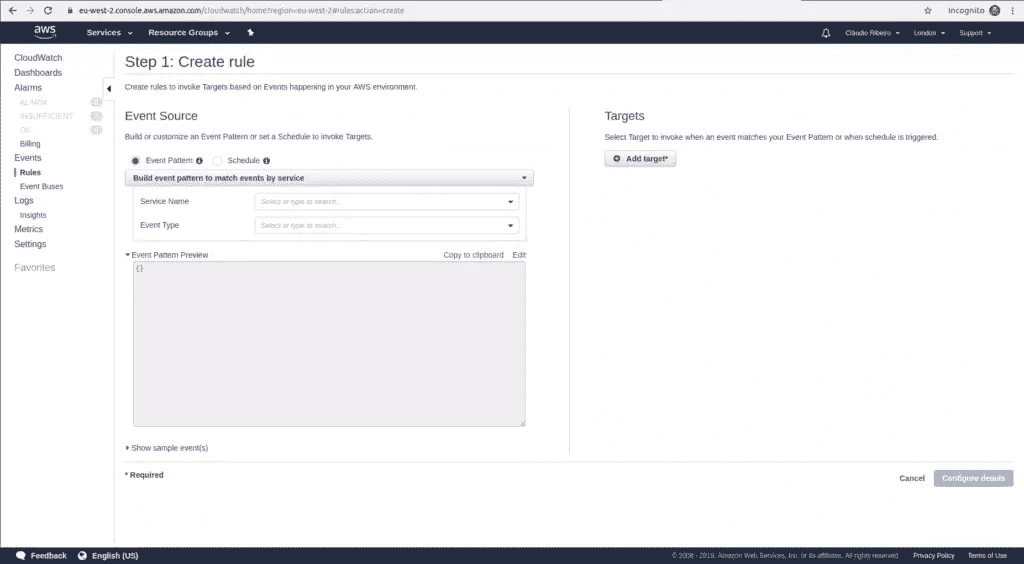 eu-west-2.console.aws.amazon.com/cloudwatch/home?region=eu-west-2#rules:action=create
Incognito
aws
Services
Resource Groups
Cláudio Ribeiro
London
Support
CloudWatch
Dashboards
Alarms
ALARM
INSUFFICIENT
OK
Billing
Events
Rules
Event Buses
Logs
Insights
Metrics
Settings
Favorites
Step 1: Create rule
Create rules to invoke Targets based on Events happening in your AWS environment.
Event Source
Build or customize an Event Pattern or set a Schedule to invoke Targets.
Event Pattern
Schedule
Build event pattern to match events by service
Service Name
Select or type to search...
Event Type
Select or type to search...
Event Pattern Preview
Copy to clipboard
Edit
{}
Show sample event(s)
* Required
Targets
Select Target to invoke when an event matches your Event Pattern or when schedule is triggered.
Add target*
Cancel
Configure details
Feedback
English (US)
© 2008 - 2019, Amazon Web Services, Inc. or its affiliates. All rights reserved.
Privacy Policy
Terms of Use